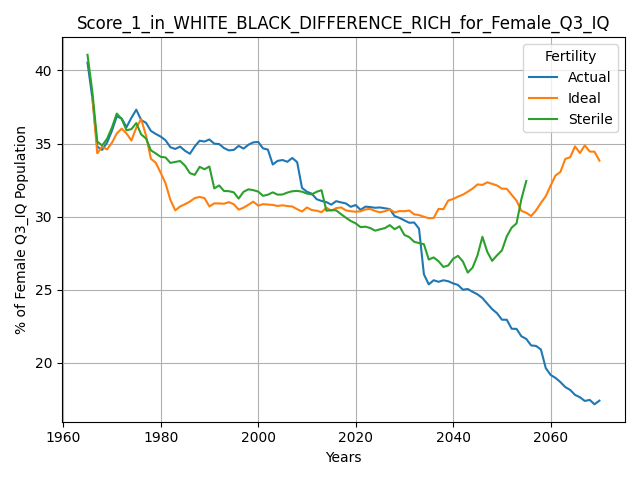 Score_1_in_WHITE_BLACK_DIFFERENCE_RICH_for_Female_Q3_IQ
% of Female Q3_IQ Population
40
35
30
25
20
Fertility
Actual
Ideal
Sterile
1960 1980 2000 2020 2040 2060
Years